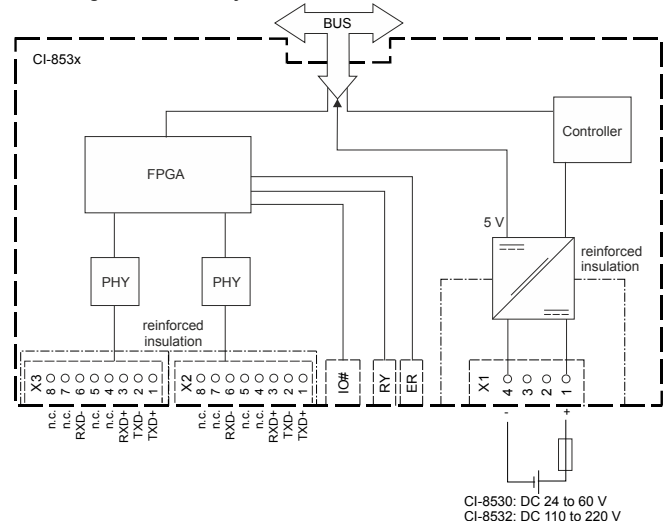 BUS
CI-853x
Controller
FPGA
5 V
reinforced
insulation
PHY
PHY
reinforced
insulation
X3
8 7 6 5 4 3 2 1
X2
8 7 6 5 4 3 2 1
IO#
RY
ER
X1
4 3 2 1
n.c.
n.c.
RXD-
n.c.
n.c.
RXD+
TXD-
TXD+
n.c.
n.c.
RXD-
n.c.
n.c.
RXD+
TXD-
TXD+
- +
CI-8530: DC 24 to 60 V
CI-8532: DC 110 to 220 V